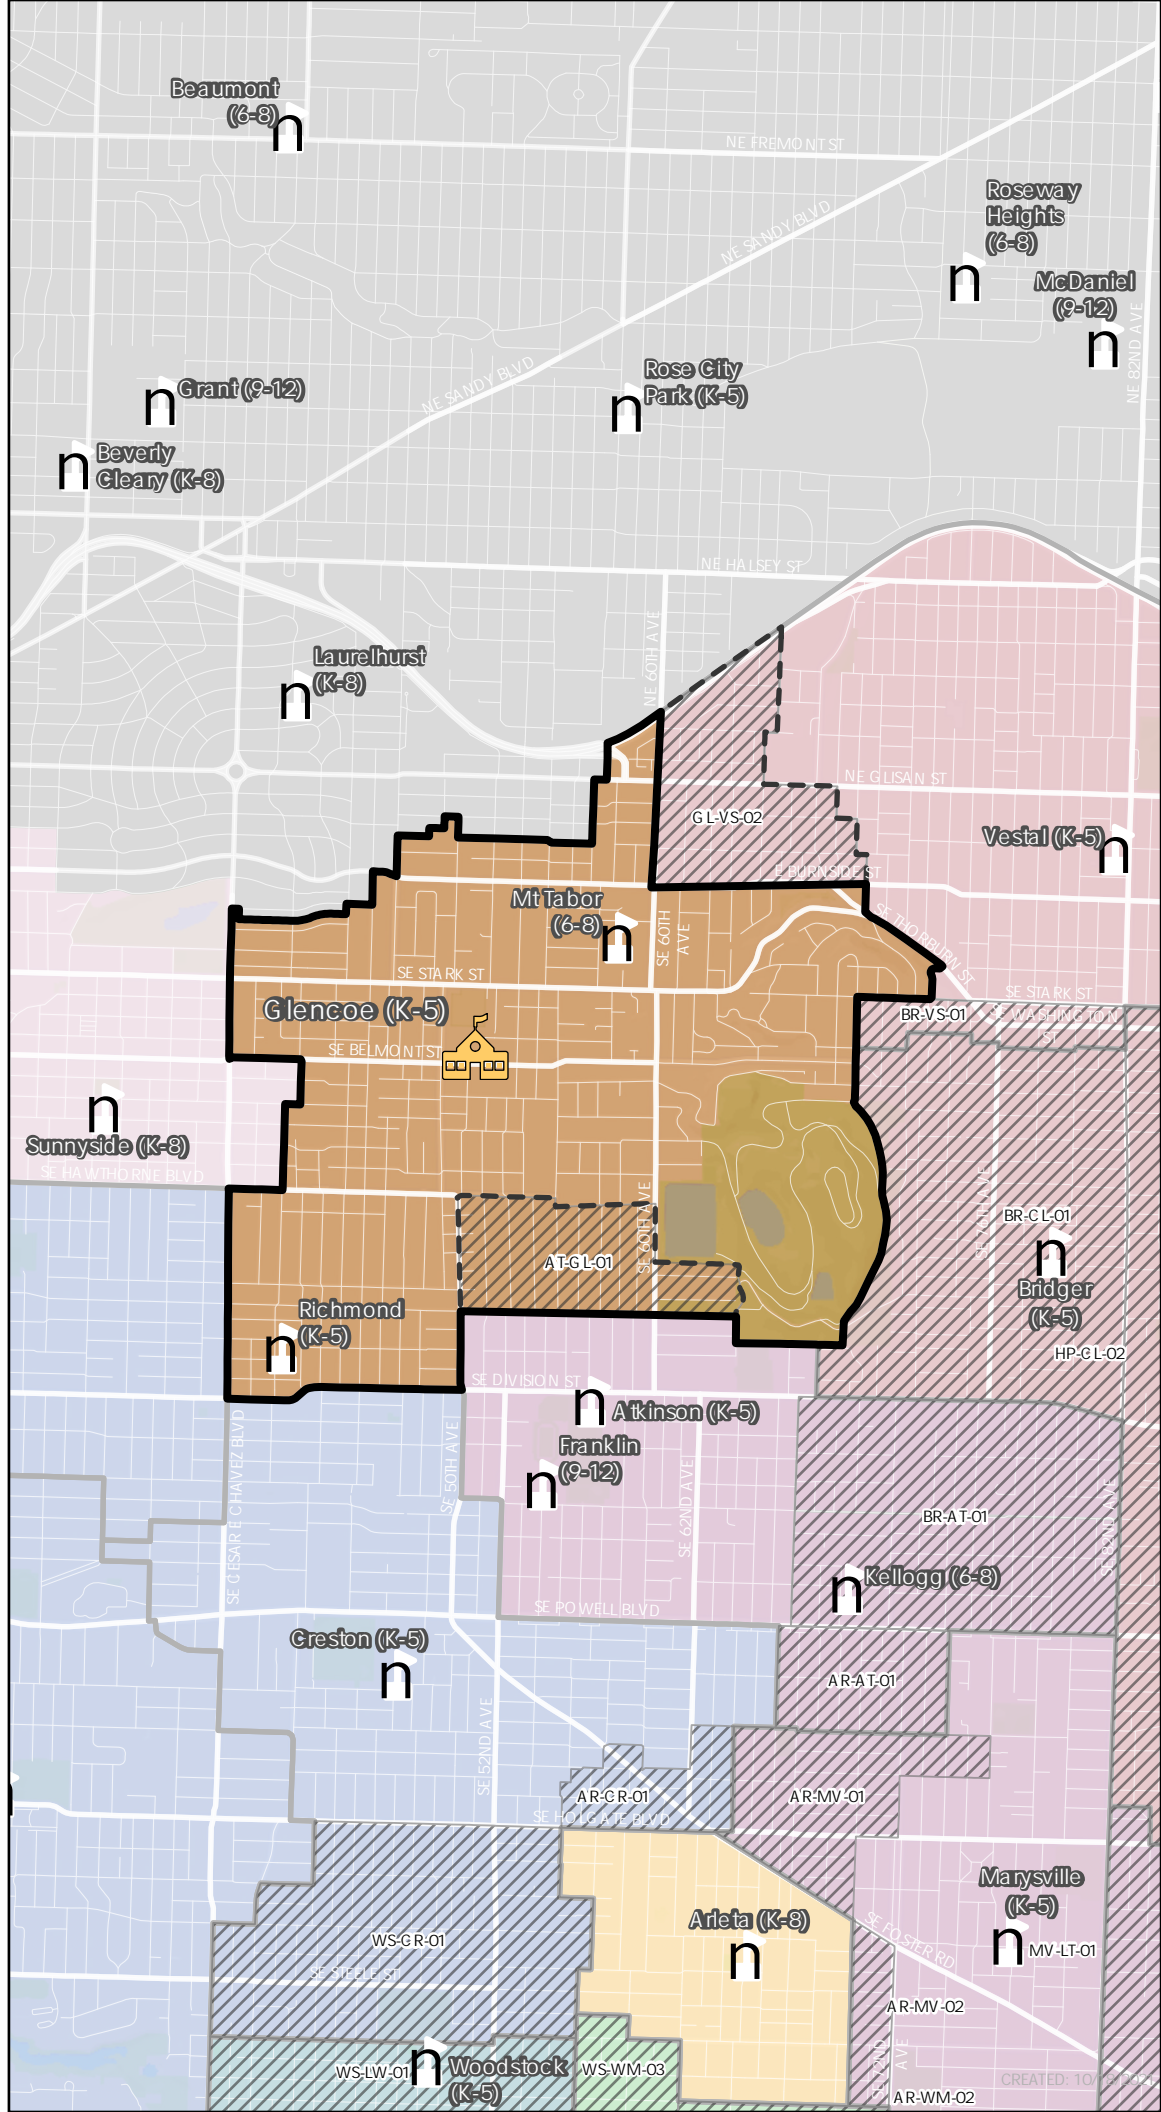 Beaumont
(6-8)
NE FREMONT ST
Roseway
Heights
(6-8)
NE SANDY BLVD
McDaniel
(9-12)
NE 82ND AVE
Rose City
Park (K-5)
NE SANDY BLVD
Grant (9-12)
Beverly
Cleary (K-8)
NE HALSEY ST
NE 60TH AVE
Laurelhurst
(K-8)
NE GLISAN ST
GL-VS-02
Vestal (K-5)
E BURNSIDE ST
Mt Tabor
(6-8)
SE 60TH
AVE
SE THORBURN ST
SE STARK ST
SE STARK ST
Glencoe (K-5)
BR-VS-01
SE WASHINGTON
ST
SE BELMONT ST
Sunnyside (K-8)
SE HAWTHORNE BLVD
SE 60TH AVE
BR-CL-01
AT-GL-01
Bridger
(K-5)
Richmond
(K-5)
HP-CL-02
SE DIVISION ST
Atkinson (K-5)
Franklin
(9-12)
SE 50TH AVE
SE CESAR E CHAVEZ BLVD
SE 62ND AVE
SE 82ND AVE
BR-AT-01
Kellogg (6-8)
SE POWELL BLVD
Creston (K-5)
AR-AT-01
SE 52ND AVE
AR-CR-01
AR-MV-01
SE HOLGATE BLVD
Marysville
(K-5)
Arleta (K-8)
SE FOSTER RD
WS-CR-01
MV-LT-01
SE STEELE ST
AR-MV-02
SE 72ND
AVE
WS-LW-01
Woodstock
(K-5)
WS-WM-03
AR-WM-02
CREATED: 10/